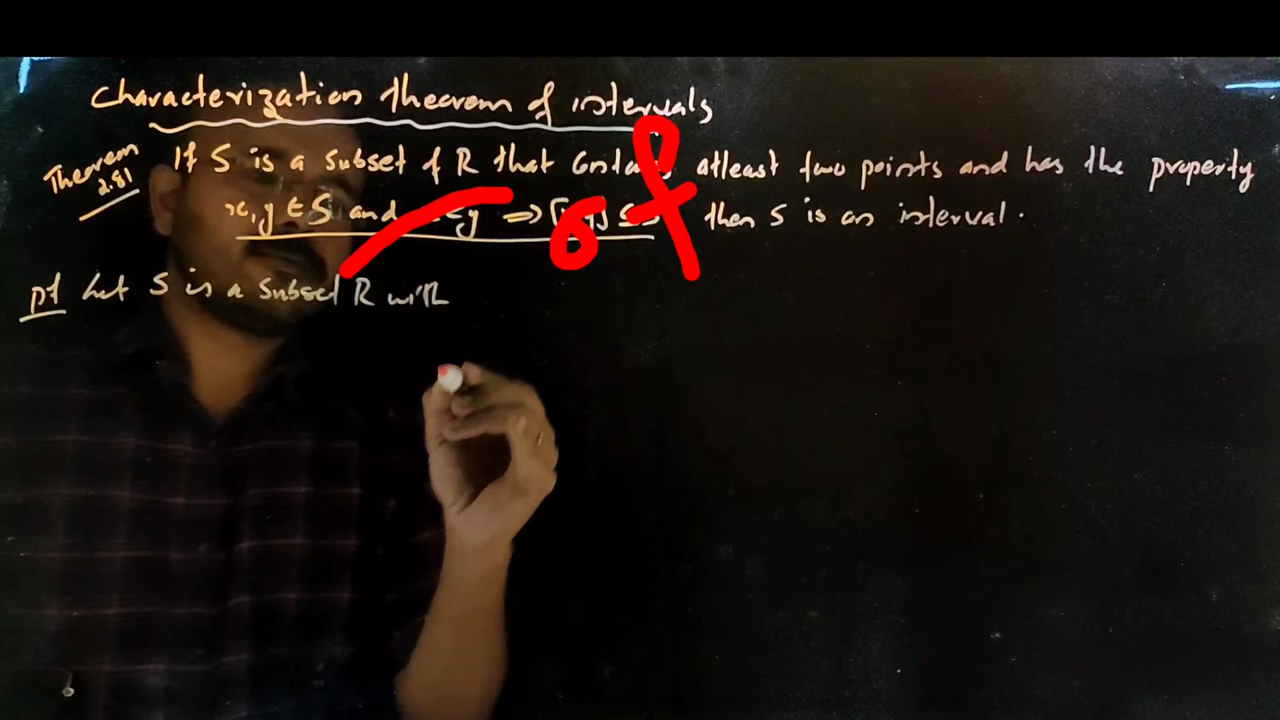 Characterization theorem of intervals
Theorem 2.81
If S is a subset of R that atleast two points and has the property
x, y ∈ S and < y ⇒ ⊆ then S is an interval.
pf Let S is a subset R with
of